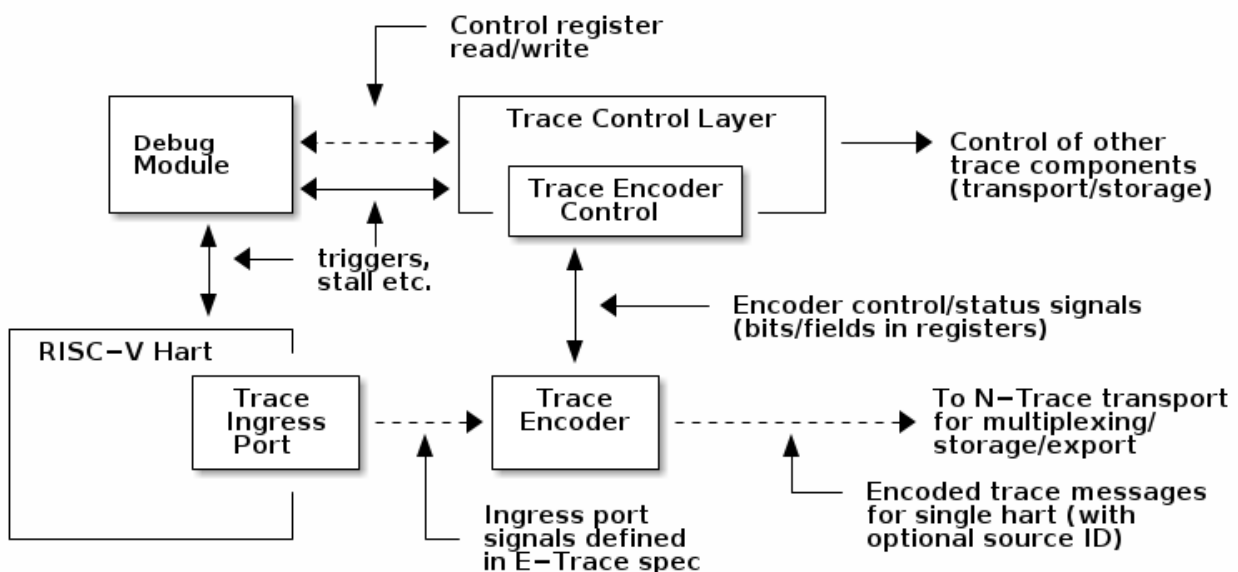 Control register
read/write
Debug
Module
Trace Control Layer
Trace Encoder
Control
Control of other
trace components
(transport/storage)
triggers,
stall etc.
Encoder control/status signals
(bits/fields in registers)
RISC−V Hart
Trace
Ingress
Port
Trace
Encoder
To N−Trace transport
for multiplexing/
storage/export
Ingress port
signals defined
in E−Trace spec
Encoded trace messages
for single hart (with
optional source ID)